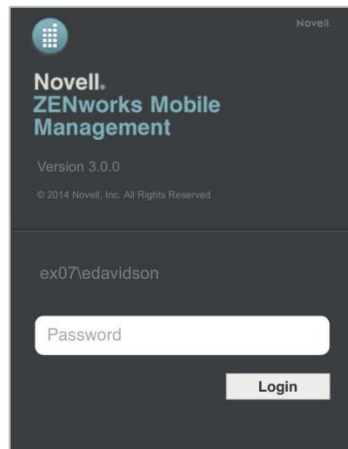 Novell.
Novell.
ZENworks Mobile
Management
Version 3.0.0
© 2014 Novell, Inc. All Rights Reserved
ex07\edavidson
Password
Login